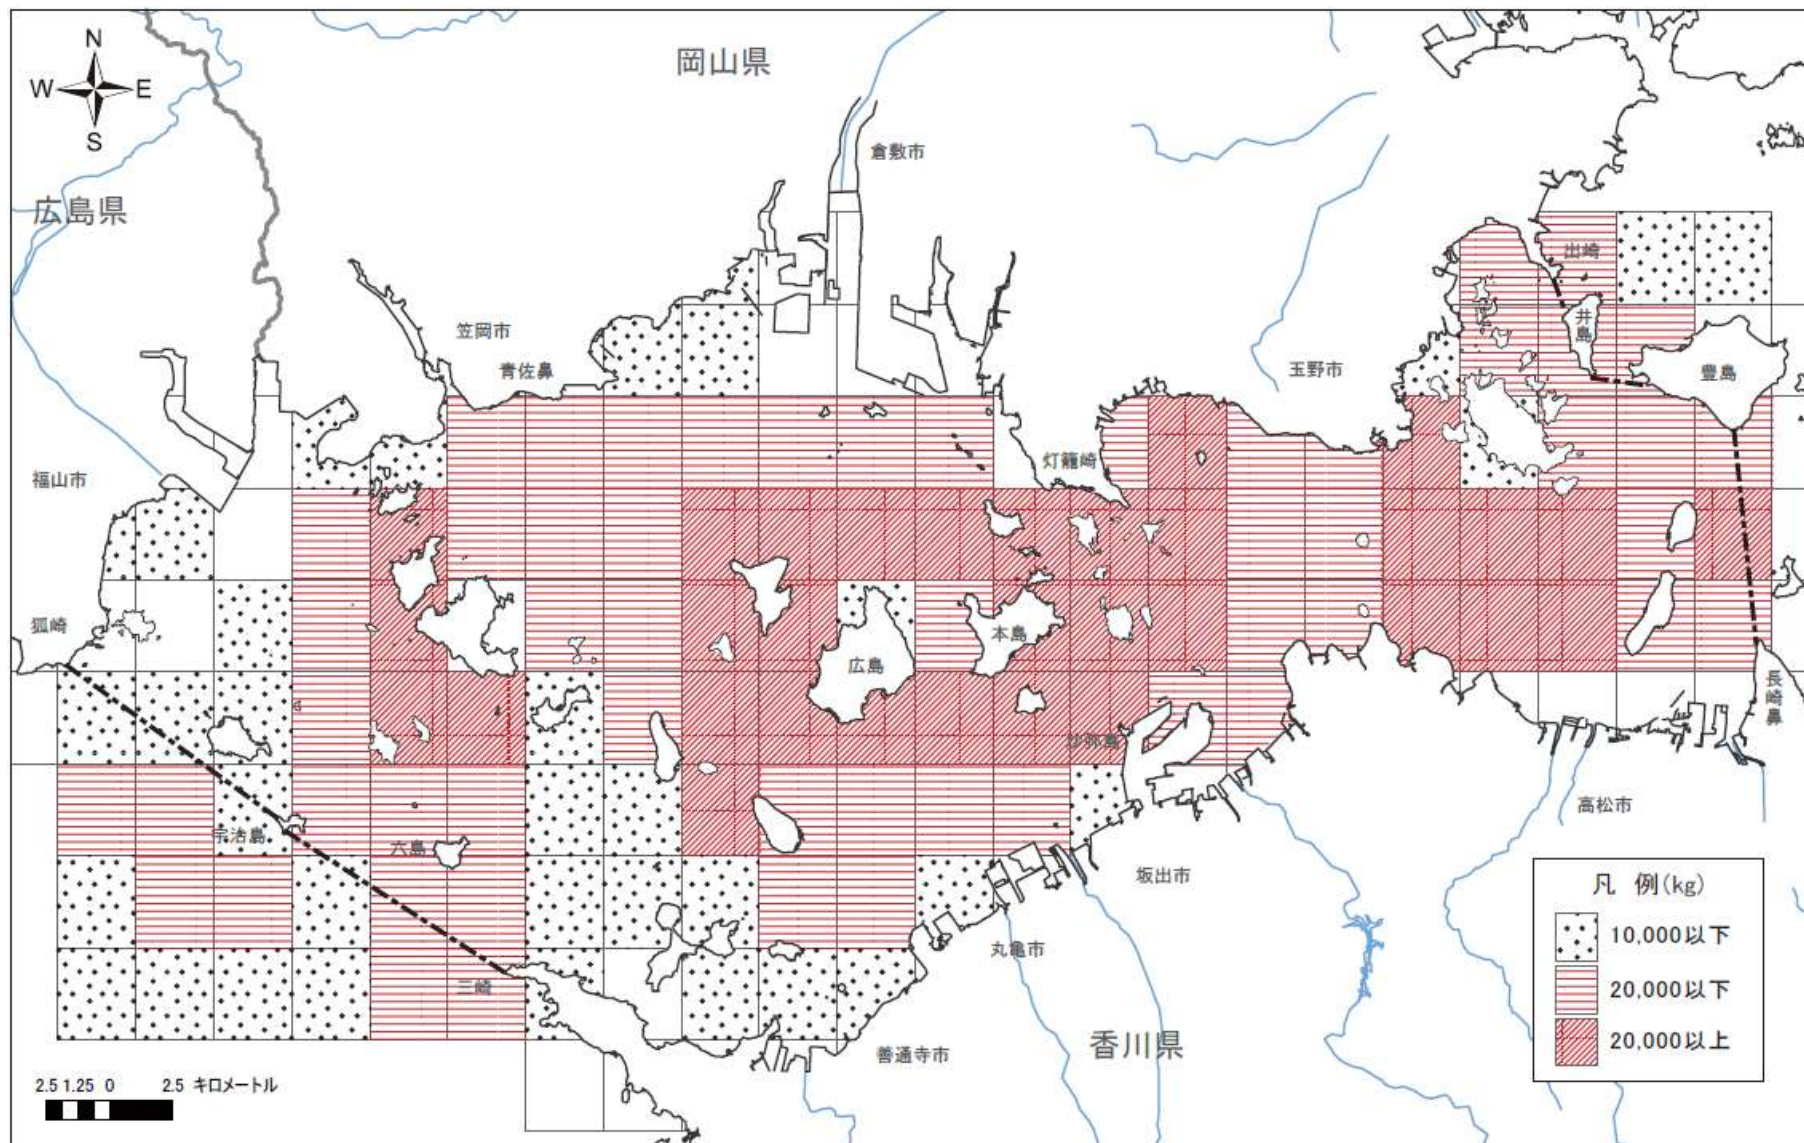 N
W E
S
岡山県
倉敷市
広島県
出崎
井島
豊島
笠岡市
青佐鼻
玉野市
灯籠崎
福山市
狐崎
本島
広島
長崎鼻
沙弥島
高松市
宇治島
六島
坂出市
丸亀市
三崎
善通寺市
香川県
凡 例(kg)
10,000以下
20,000以下
20,000以上
2.5 1.25 0 2.5 キロメートル